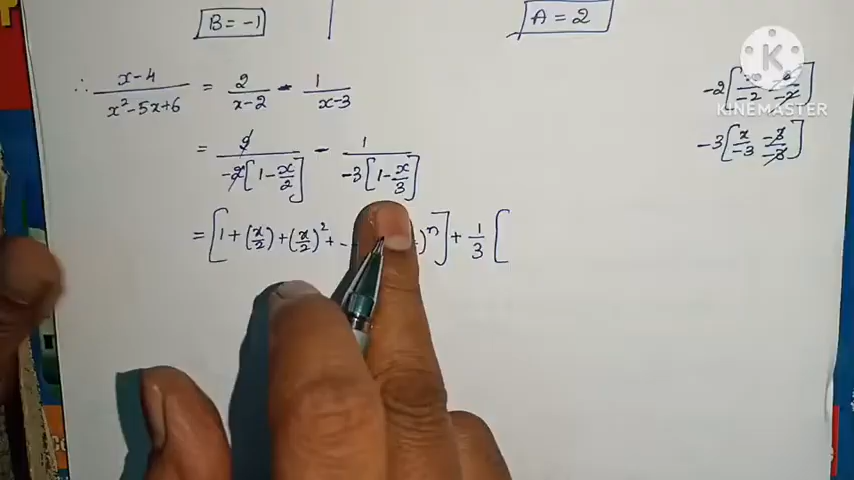 B = -1
A = 2
∴ x-4 / x²-5x+6 = 2 / x-2 - 1 / x-3
= 2 / -2[1 - x/2] - 1 / -3[1 - x/3]
= [1 + (x/2) + (x/2)² + - )ⁿ] + 1/3 [
-2[ / -2 -2 / -2]
-3[x / -3 -3 / -3]
K
KINEMASTER